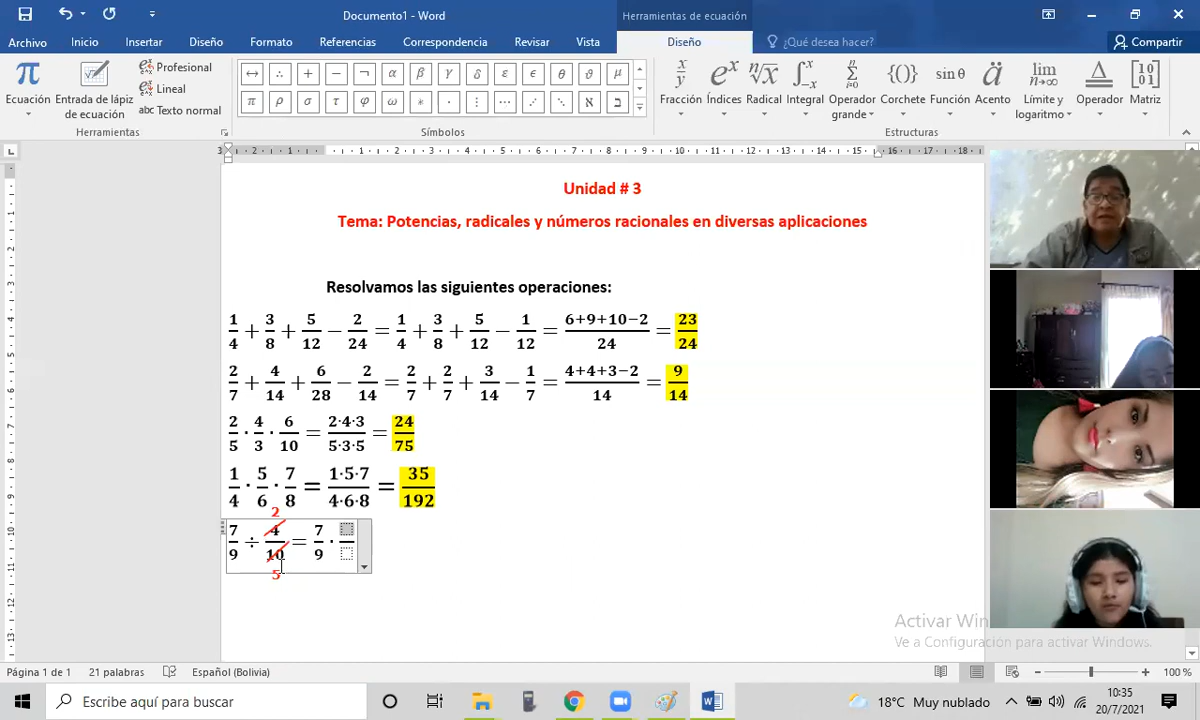 Documento1 - Word
Herramientas de ecuación
Archivo Inicio Insertar Diseño Formato Referencias Correspondencia Revisar Vista Diseño ¿Qué desea hacer? Compartir
Ecuación Entrada de lápiz de ecuación Profesional Lineal abc Texto normal
π ρ σ τ φ ω ∗ · ⋮ ⋯ ⋰ ⋱ ℵ ℶ
↔ ∴ + − ¬ α β γ δ ε ϵ θ ϑ μ
Fracción Índices Radical Integral Operador grande Corchete Función Acento Límite y logaritmo Operador Matriz
Herramientas Símbolos Estructuras
Unidad # 3
Tema: Potencias, radicales y números racionales en diversas aplicaciones
Resolvamos las siguientes operaciones:
1/4 + 3/8 + 5/12 − 2/24 = 1/4 + 3/8 + 5/12 − 1/12 = 6+9+10−2/24 = 23/24
2/7 + 4/14 + 6/28 − 2/14 = 2/7 + 2/7 + 3/14 − 1/7 = 4+4+3−2/14 = 9/14
2/5 · 4/3 · 6/10 = 2·4·3/5·3·5 = 24/75
1/4 · 5/6 · 7/8 = 1·5·7/4·6·8 = 35/192
2
7/9 ÷ 4/10 = 7/9 ·
5
Activar Win
Ve a Configuración para activar Windows.
Página 1 de 1 21 palabras Español (Bolivia) 100 %
Escribe aquí para buscar
18°C Muy nublado
10:35
20/7/2021